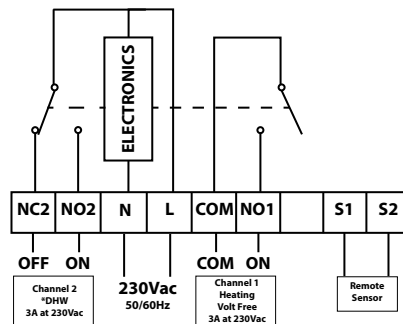 ELECTRONICS
NC2 NO2 N L COM NO1 S1 S2
OFF ON 230Vac COM ON
50/60Hz
Channel 2
*DHW
3A at 230Vac
Channel 1
Heating
Volt Free
3A at 230Vac
Remote
Sensor